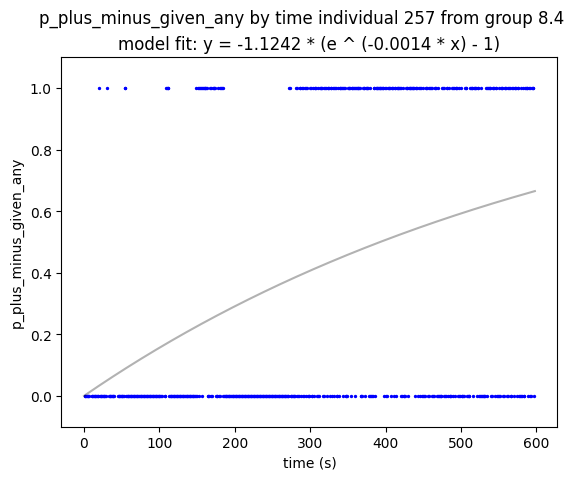 p_plus_minus_given_any by time individual 257 from group 8.4
model fit: y = -1.1242 * (e ^ (-0.0014 * x) - 1)
1.0
0.8
0.6
0.4
0.2
0.0
p_plus_minus_given_any
0 100 200 300 400 500 600
time (s)